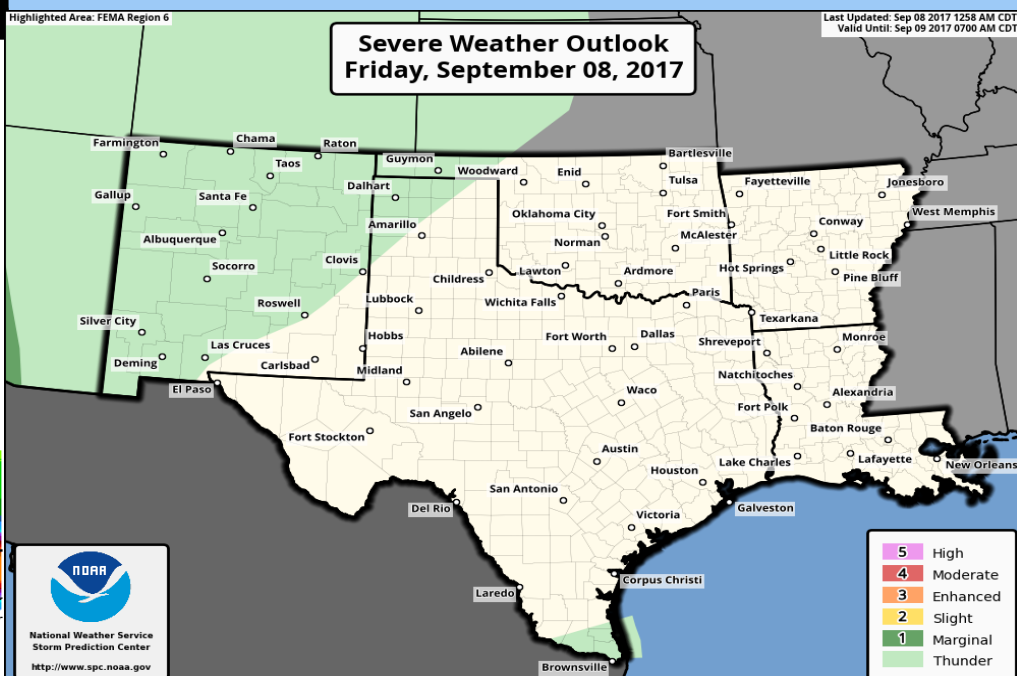 Highlighted Area: FEMA Region 6
Last Updated: Sep 08 2017 1258 AM CDT
Valid Until: Sep 09 2017 0700 AM CDT
Severe Weather Outlook
Friday, September 08, 2017
Farmington
Chama
Raton
Taos
Guymon
Woodward
Enid
Bartlesville
Tulsa
Fayetteville
Jonesboro
Gallup
Santa Fe
Dalhart
Oklahoma City
Fort Smith
West Memphis
Albuquerque
Amarillo
Norman
McAlester
Conway
Little Rock
Socorro
Clovis
Childress
Lawton
Ardmore
Hot Springs
Pine Bluff
Roswell
Lubbock
Wichita Falls
Paris
Texarkana
Silver City
Las Cruces
Hobbs
Fort Worth
Dallas
Shreveport
Monroe
Deming
Carlsbad
Midland
Abilene
Natchitoches
El Paso
San Angelo
Waco
Fort Polk
Alexandria
Fort Stockton
Austin
Baton Rouge
Houston
Lake Charles
Lafayette
New Orleans
Del Rio
San Antonio
Galveston
Victoria
Laredo
Corpus Christi
Brownsville
NOAA
National Weather Service
Storm Prediction Center
http://www.spc.noaa.gov
5 High
4 Moderate
3 Enhanced
2 Slight
1 Marginal
Thunder